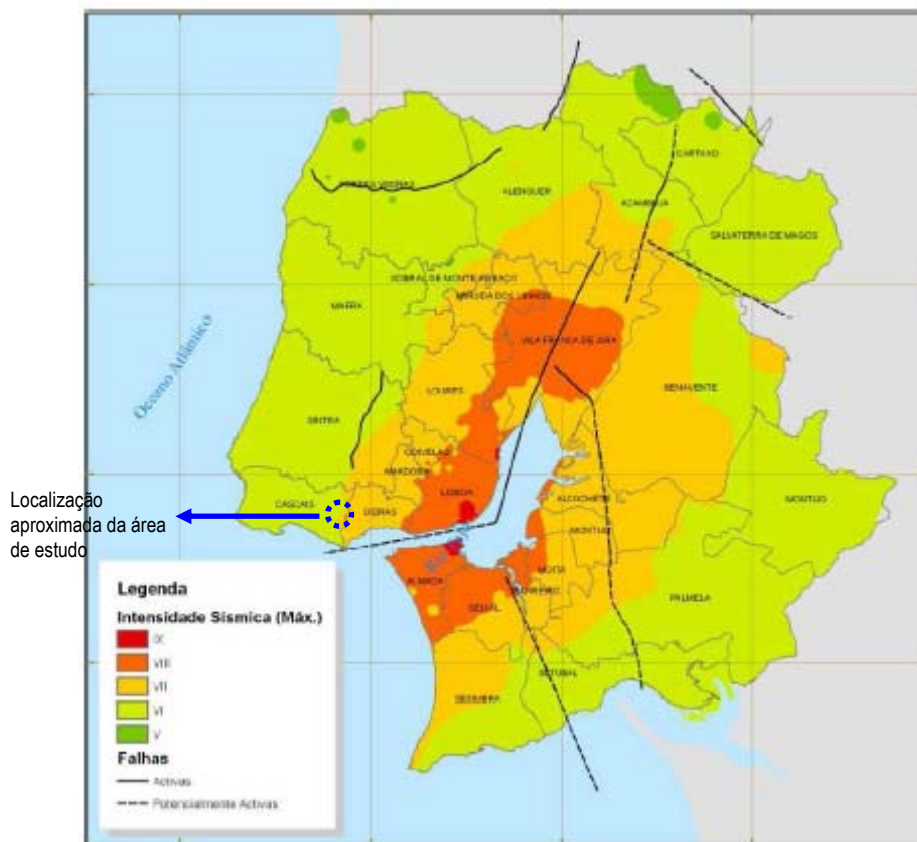 TORRES VEDRAS
ALENQUER
CARTAXO
AZAMBUJA
SALVATERRA DE MAGOS
SOBRAL DE MONTE AGRAÇO
ARRUDA DOS VINHOS
MAFRA
Oceano Atlântico
VILA FRANCA DE XIRA
BENAVENTE
LOURES
SINTRA
ODIVELAS
AMADORA
LISBOA
CASCAIS
OEIRAS
ALCOCHETE
MONTIJO
MONTIJO
Localização
aproximada da área
de estudo
MOITA
ALMADA
BARREIRO
SEIXAL
PALMELA
SETUBAL
SESIMBRA
Legenda
Intensidade Sísmica (Máx.)
IX
VIII
VII
VI
V
Falhas
Activas
Potencialmente Activas